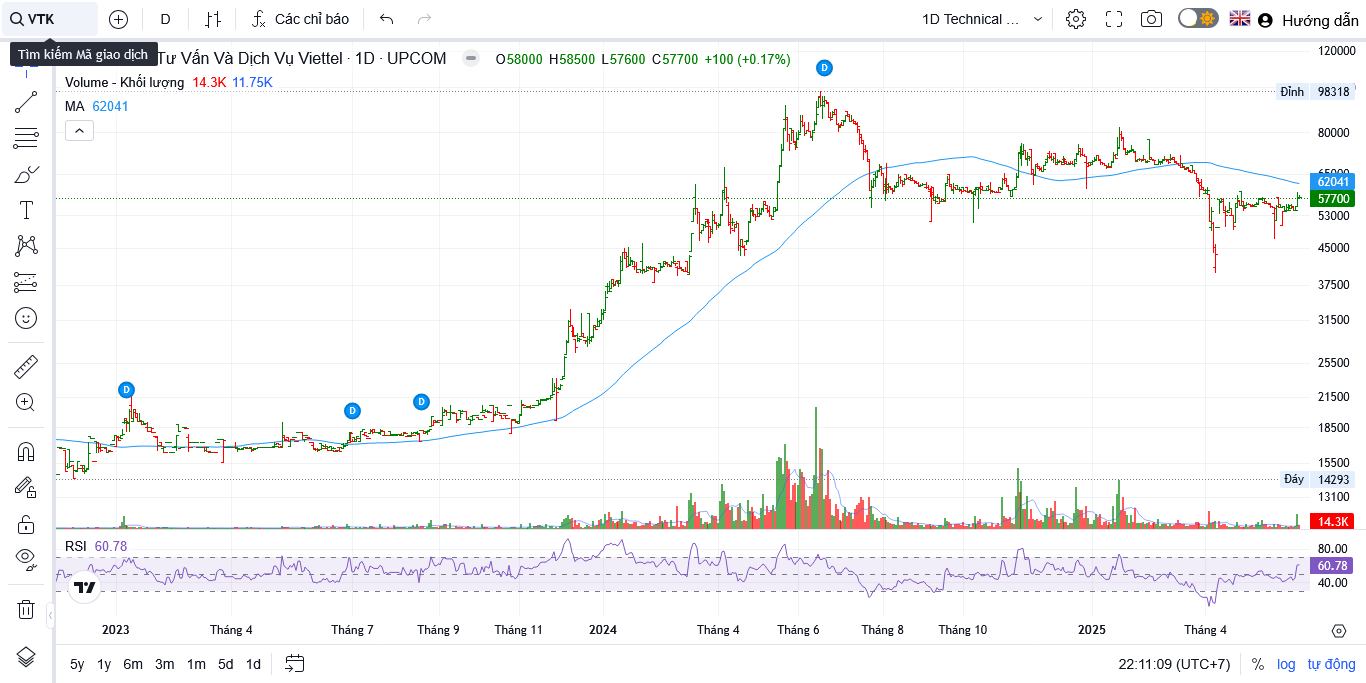 VTK
D
Các chỉ báo
1D Technical ...
Hướng dẫn
Tìm kiếm Mã giao dịch
Tư Vấn Và Dịch Vụ Viettel · 1D · UPCOM
O58000 H58500 L57600 C57700 +100 (+0.17%)
Volume - Khối lượng 14.3K 11.75K
MA 62041
D
D
D
D
120000
Đỉnh 98318
80000
65000
62041
57700
53000
45000
37500
31500
25500
21500
18500
15500
Đáy 14293
13100
14.3K
RSI 60.78
80.00
60.78
40.00
2023 Tháng 4 Tháng 7 Tháng 9 Tháng 11 2024 Tháng 4 Tháng 6 Tháng 8 Tháng 10 2025 Tháng 4
5y 1y 6m 3m 1m 5d 1d
22:11:09 (UTC+7) % log tự động